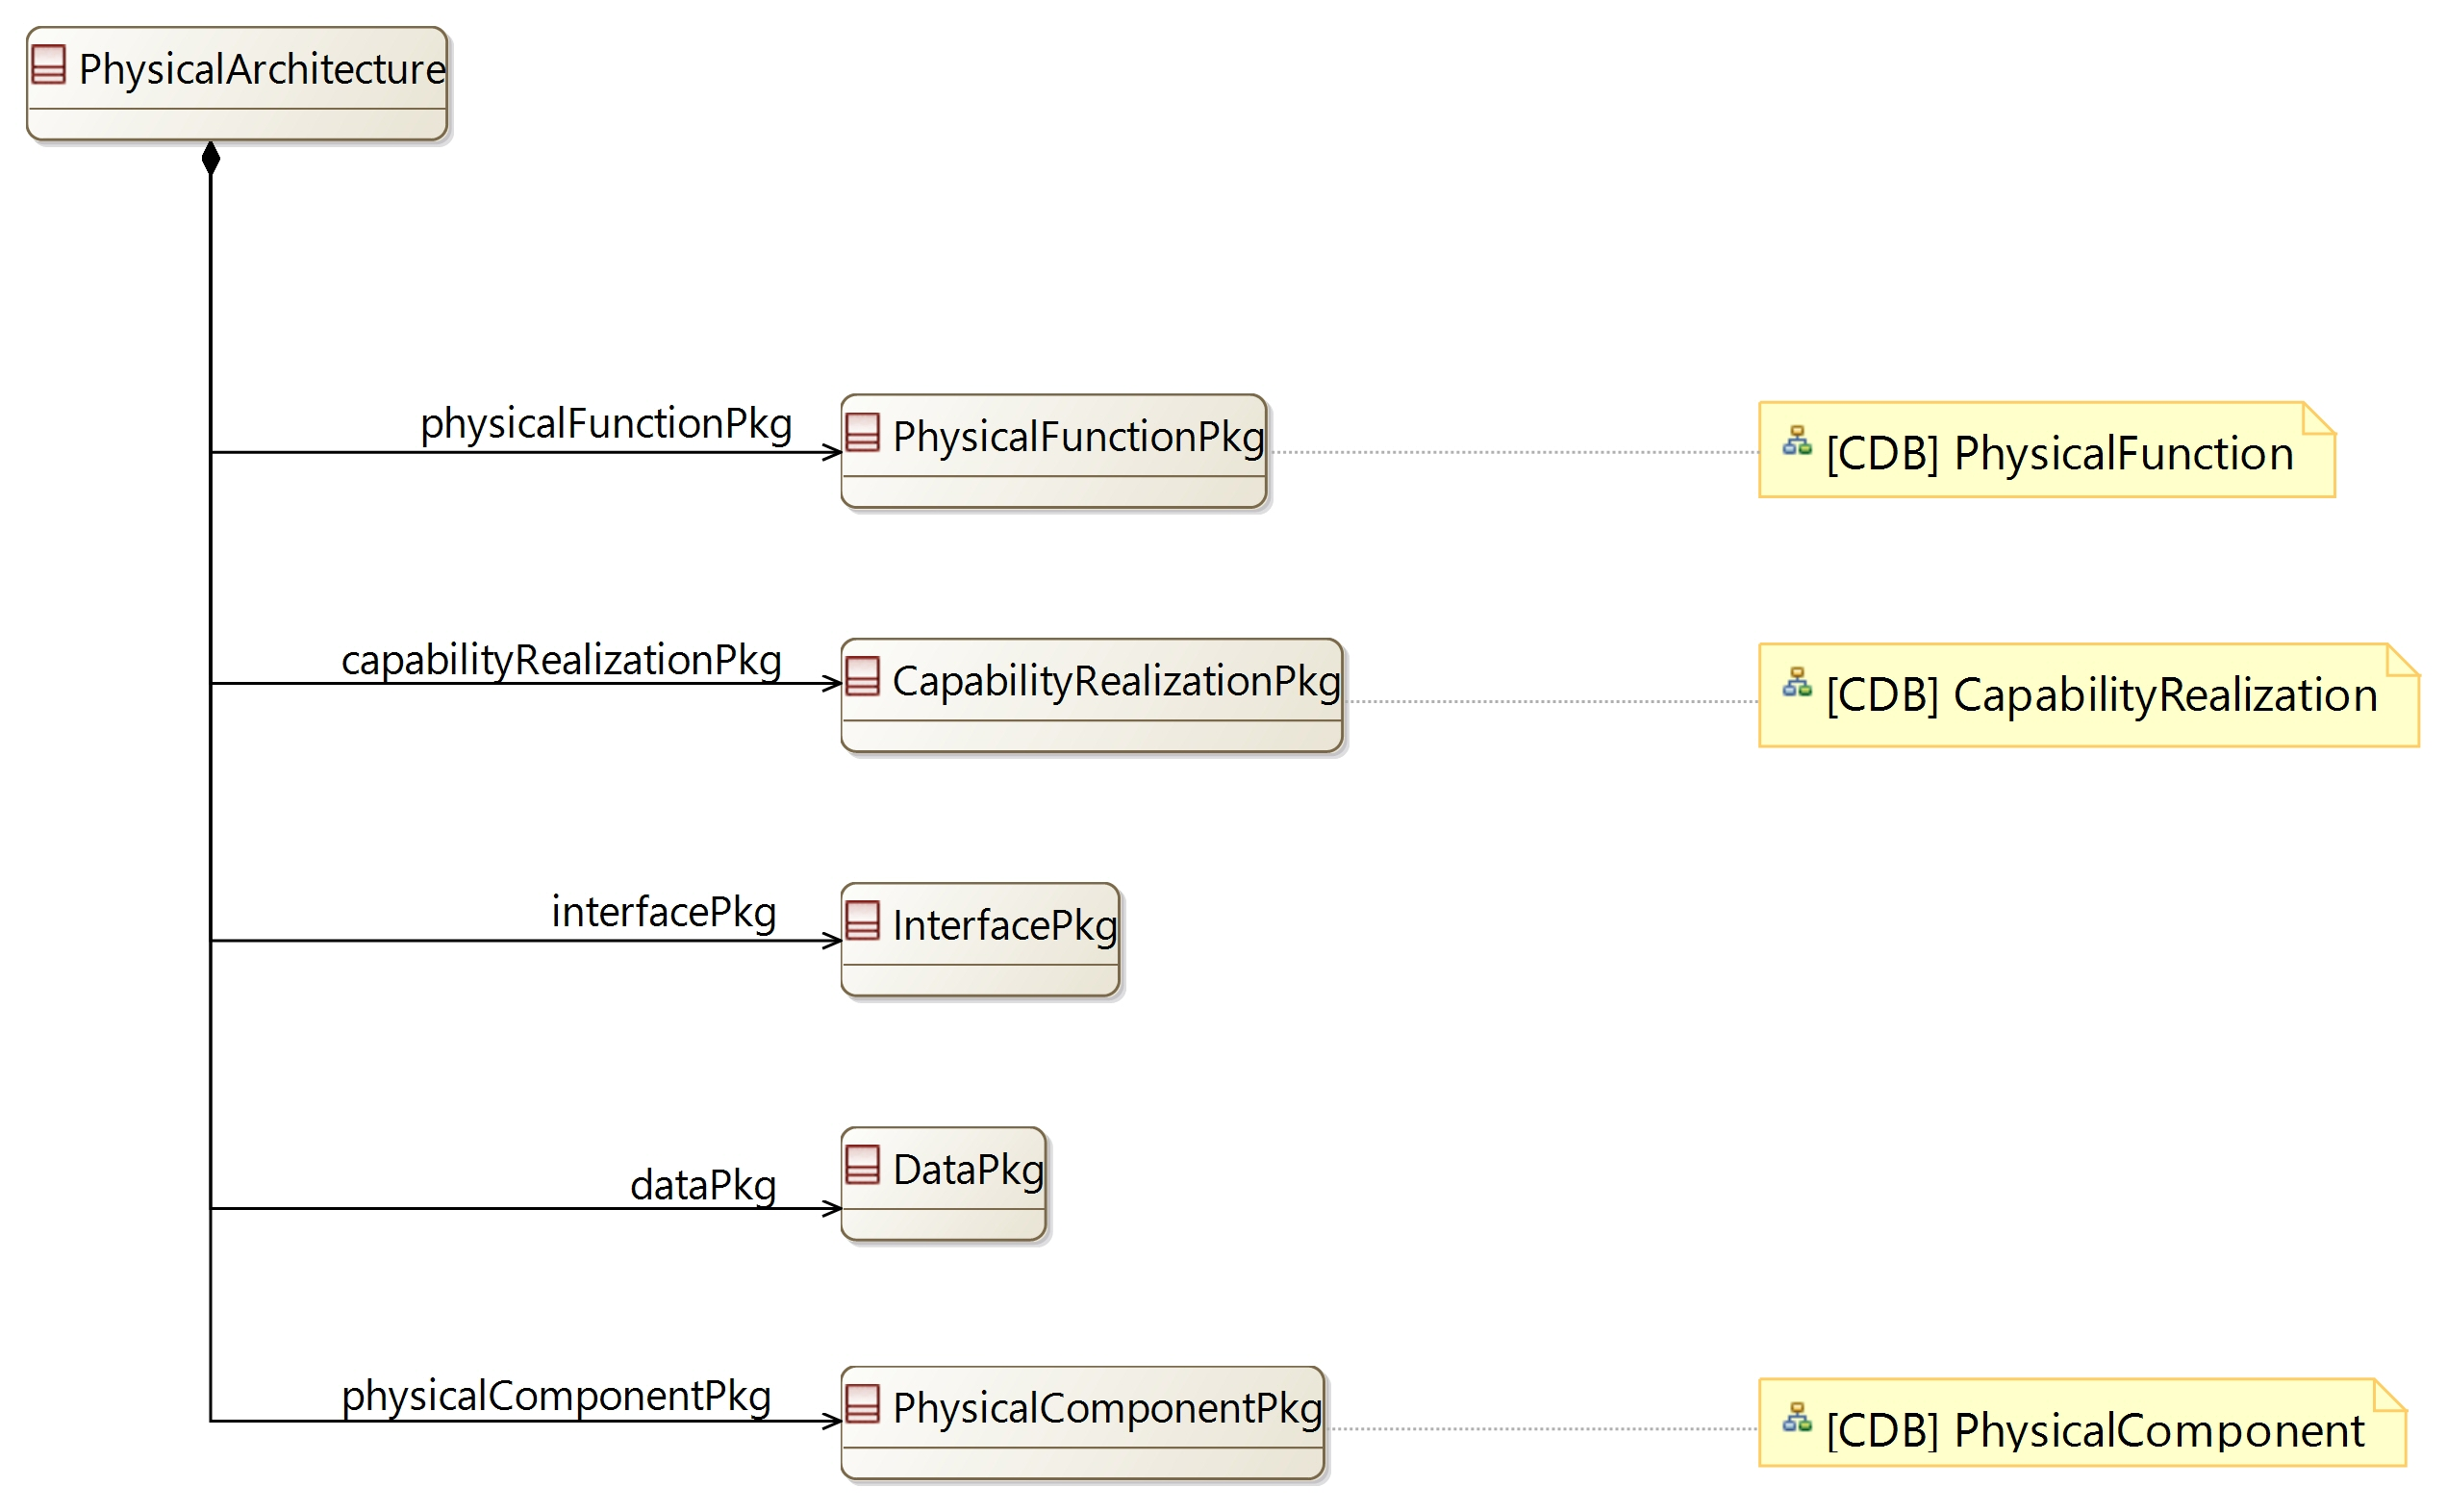 PhysicalArchitecture
physicalFunctionPkg
PhysicalFunctionPkg
[CDB] PhysicalFunction
capabilityRealizationPkg
CapabilityRealizationPkg
[CDB] CapabilityRealization
interfacePkg
InterfacePkg
dataPkg
DataPkg
physicalComponentPkg
PhysicalComponentPkg
[CDB] PhysicalComponent